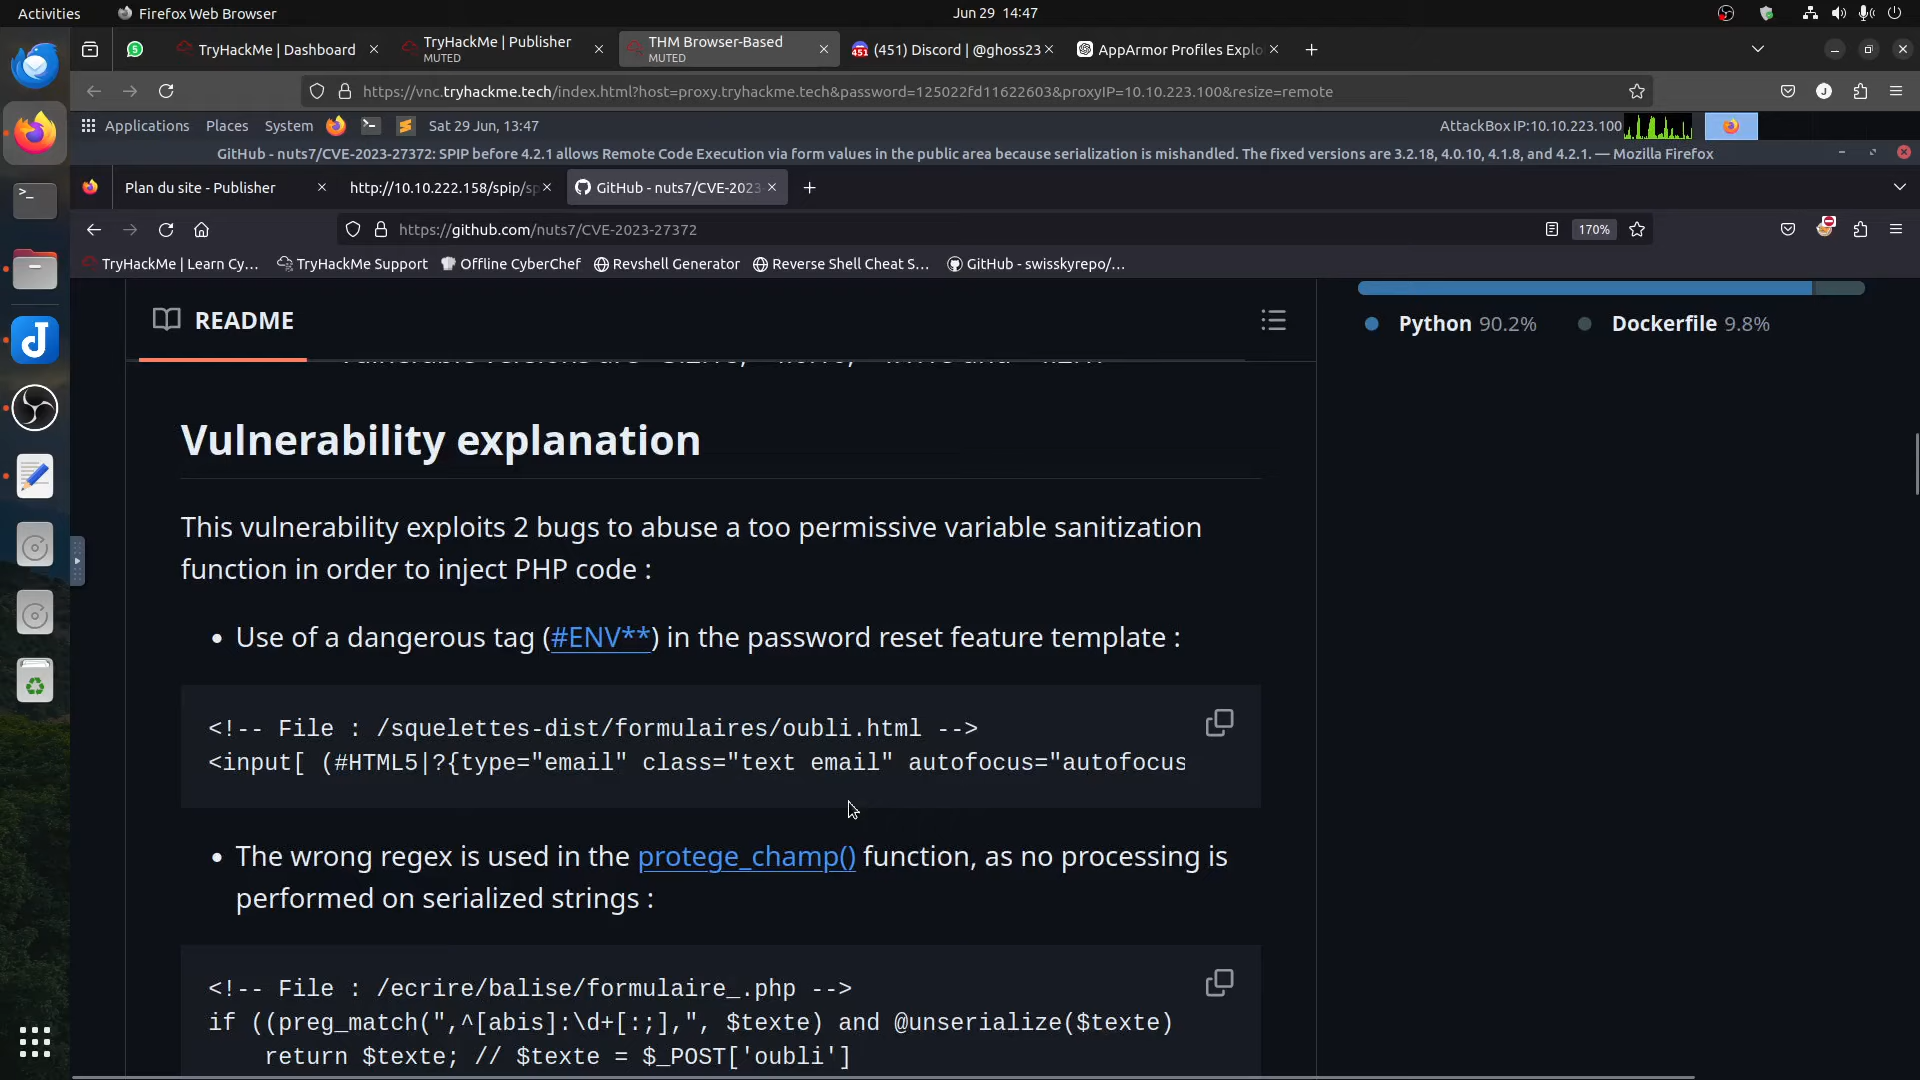 Activities
Firefox Web Browser
Jun 29 14:47
TryHackMe | Dashboard
TryHackMe | Publisher
MUTED
THM Browser-Based
MUTED
(451) Discord | @ghoss23
AppArmor Profiles Explo
https://vnc.tryhackme.tech/index.html?host=proxy.tryhackme.tech&password=125022fd11622603&proxyIP=10.10.223.100&resize=remote
Applications Places System
Sat 29 Jun, 13:47
AttackBox IP:10.10.223.100
GitHub - nuts7/CVE-2023-27372: SPIP before 4.2.1 allows Remote Code Execution via form values in the public area because serialization is mishandled. The fixed versions are 3.2.18, 4.0.10, 4.1.8, and 4.2.1. — Mozilla Firefox
Plan du site - Publisher
http://10.10.222.158/spip/sp
GitHub - nuts7/CVE-2023
https://github.com/nuts7/CVE-2023-27372
170%
TryHackMe | Learn Cy…
TryHackMe Support
Offline CyberChef
Revshell Generator
Reverse Shell Cheat S…
GitHub - swisskyrepo/…
README
Python 90.2%
Dockerfile 9.8%
Vulnerability explanation
This vulnerability exploits 2 bugs to abuse a too permissive variable sanitization
function in order to inject PHP code :
• Use of a dangerous tag (#ENV**) in the password reset feature template :
<!-- File : /squelettes-dist/formulaires/oubli.html -->
<input[ (#HTML5|?{type="email" class="text email" autofocus="autofocus
• The wrong regex is used in the protege_champ() function, as no processing is
performed on serialized strings :
<!-- File : /ecrire/balise/formulaire_.php -->
if ((preg_match(",^[abis]:\d+[:;],", $texte) and @unserialize($texte)
return $texte; // $texte = $_POST['oubli']